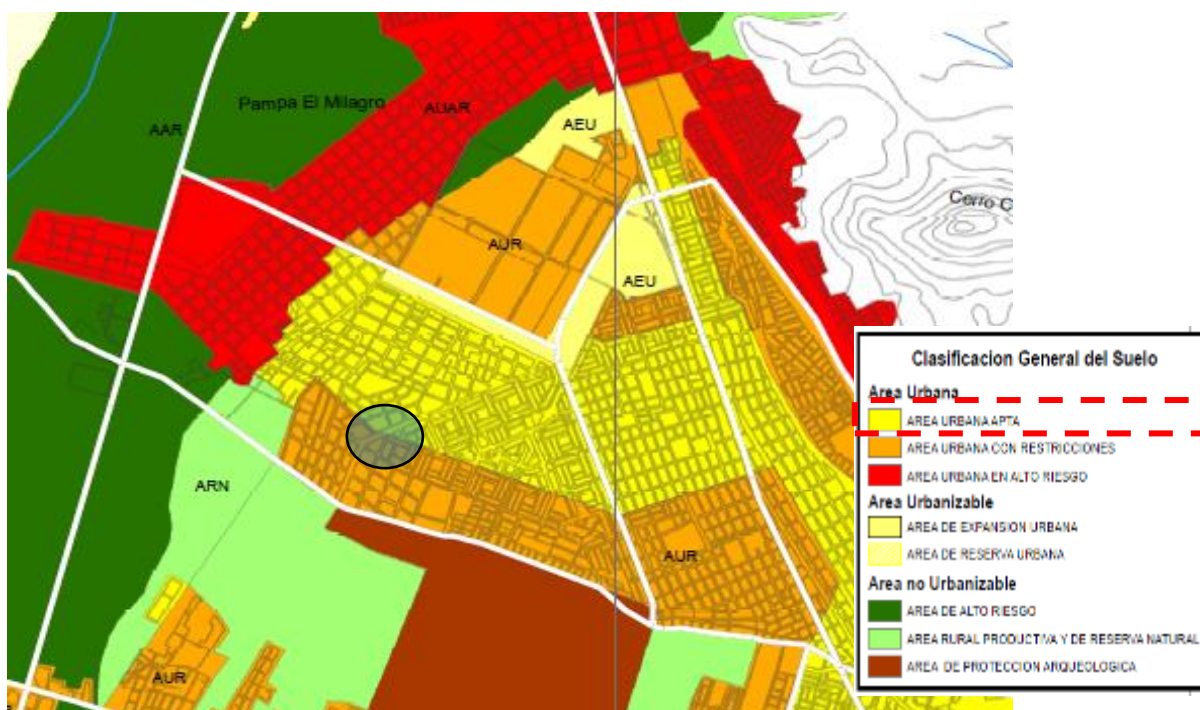 Pampa El Milagro
AUAR
AAR
AEU
AUR
AEU
Cerro C
ARN
AUR
AUR
Clasificacion General del Suelo
Area Urbana
AREA URBANA APTA
AREA URBANA CON RESTRICCIONES
AREA URBANA EN ALTO RIESGO
Area Urbanizable
AREA DE EXPANSION URBANA
AREA DE RESERVA URBANA
Area no Urbanizable
AREA DE ALTO RIESGO
AREA RURAL PRODUCTIVA Y DE RESERVA NATURAL
AREA DE PROTECCION ARQUEOLOGICA